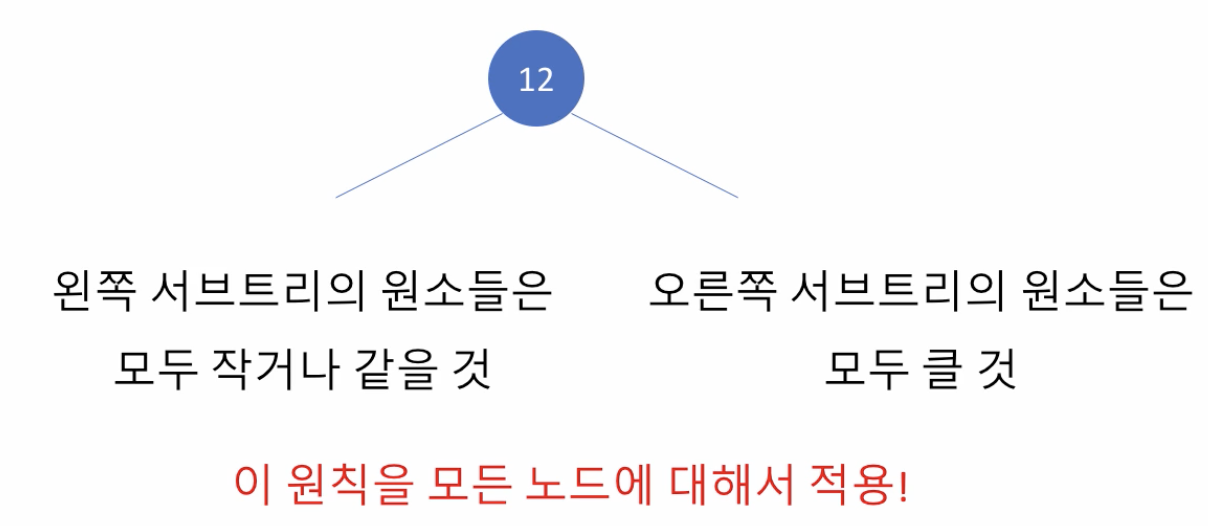 12
왼쪽 서브트리의 원소들은
모두 작거나 같을 것
오른쪽 서브트리의 원소들은
모두 클 것
이 원칙을 모든 노드에 대해서 적용!